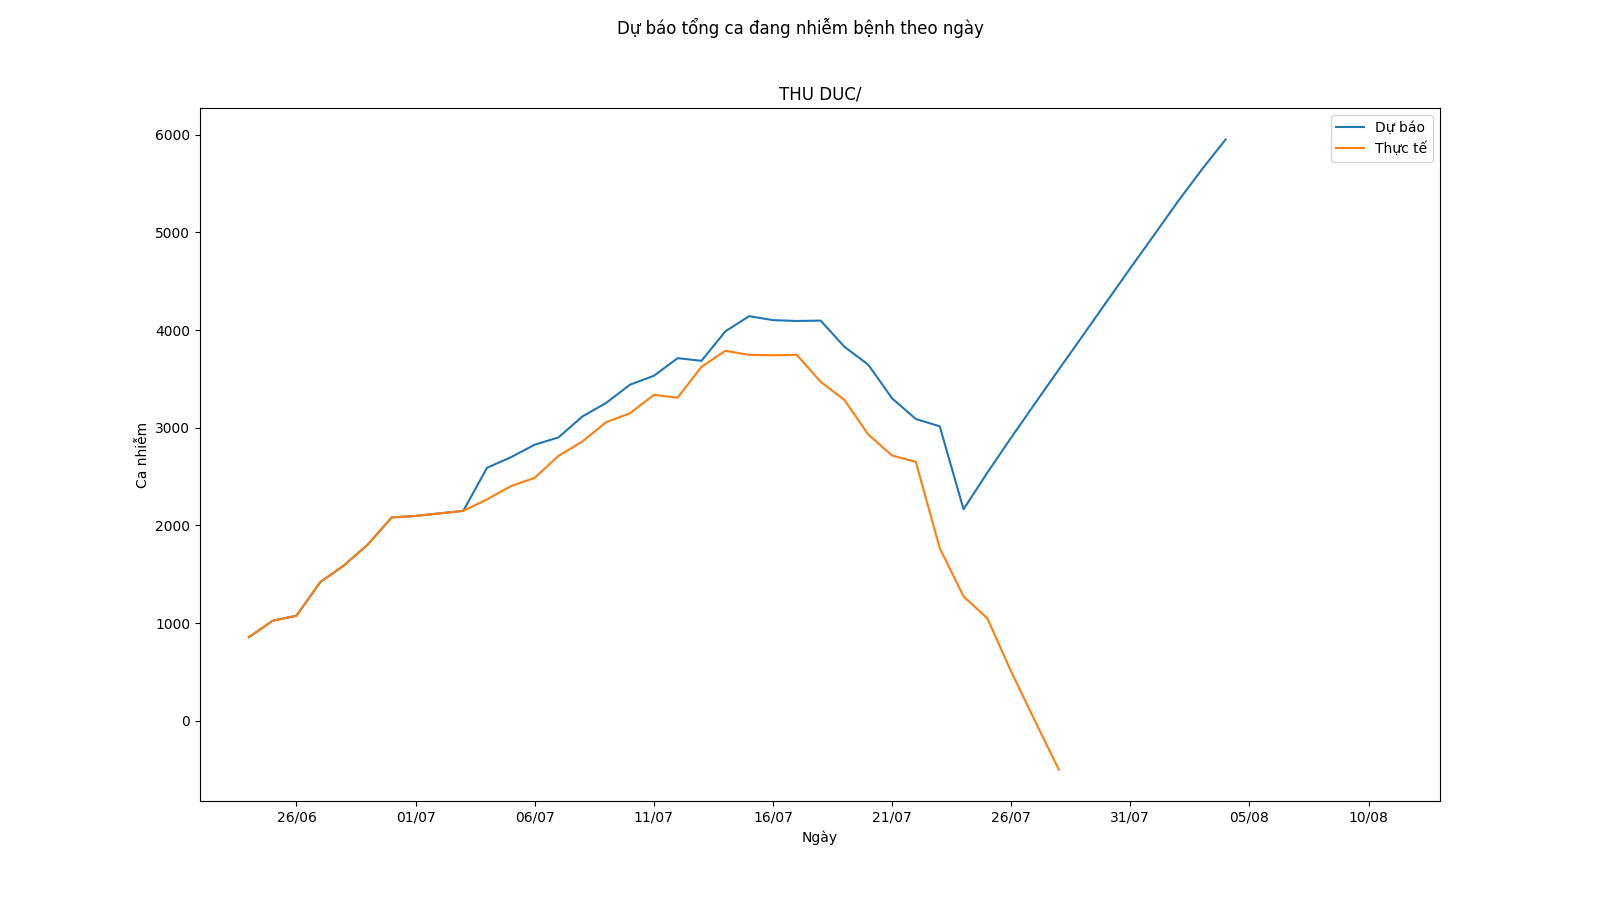 Dự báo tổng ca đang nhiễm bệnh theo ngày
THU DUC/
Dự báo
Thực tế
6000
5000
4000
3000
2000
1000
0
Ca nhiễm
26/06
01/07
06/07
11/07
16/07
21/07
26/07
31/07
05/08
10/08
Ngày